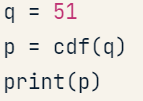 q = 51
p = cdf(q)
print(p)